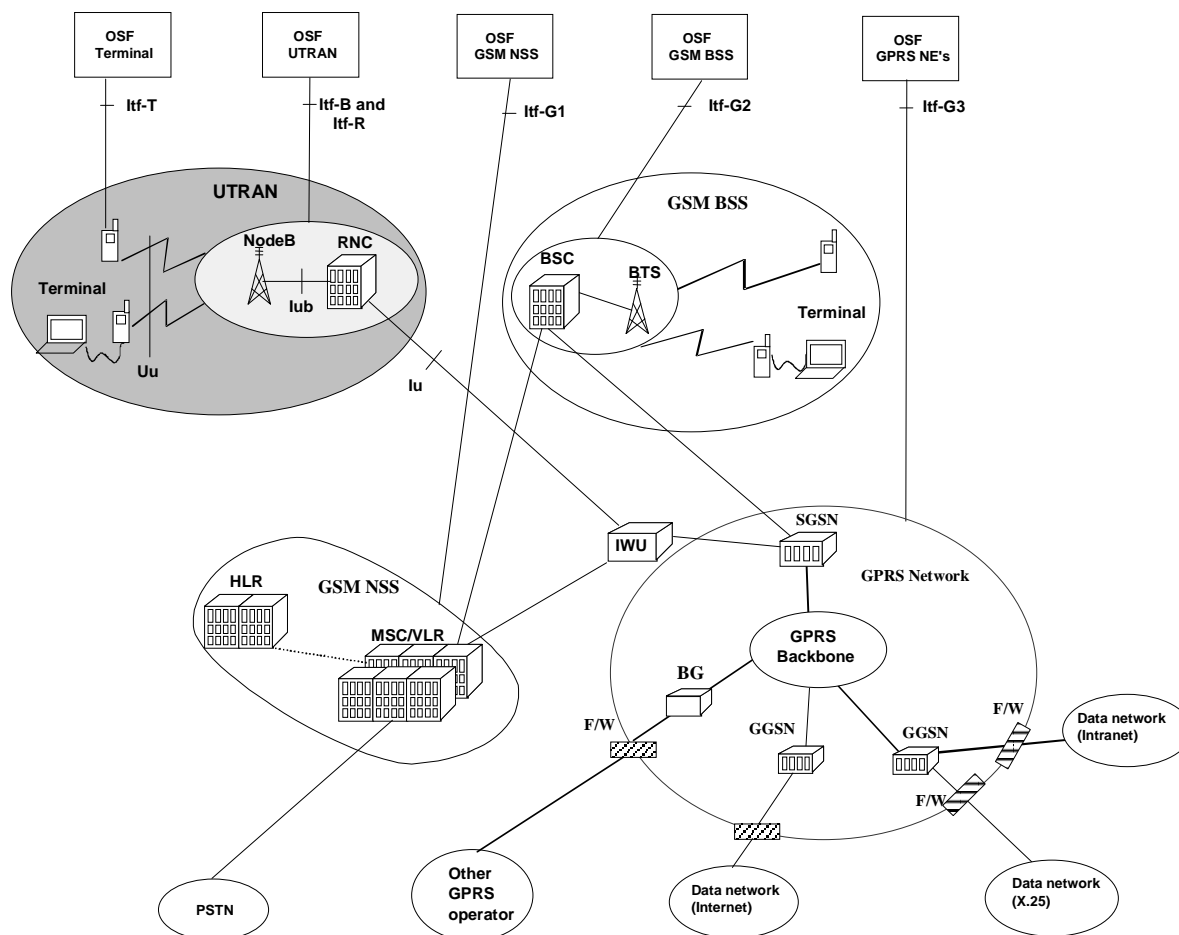 OSF
Terminal
OSF
UTRAN
OSF
GSM NSS
OSF
GSM BSS
OSF
GPRS NE's
Itf-T
Itf-B and
Itf-R
Itf-G1
Itf-G2
Itf-G3
UTRAN
GSM BSS
NodeB
RNC
BSC
BTS
Terminal
Iub
Terminal
Uu
Iu
SGSN
IWU
GPRS Network
HLR
GSM NSS
MSC/VLR
GPRS
Backbone
BG
F/W
GGSN
GGSN
F/W
Data network
(Intranet)
F/W
Other
GPRS
operator
PSTN
Data network
(Internet)
Data network
(X.25)